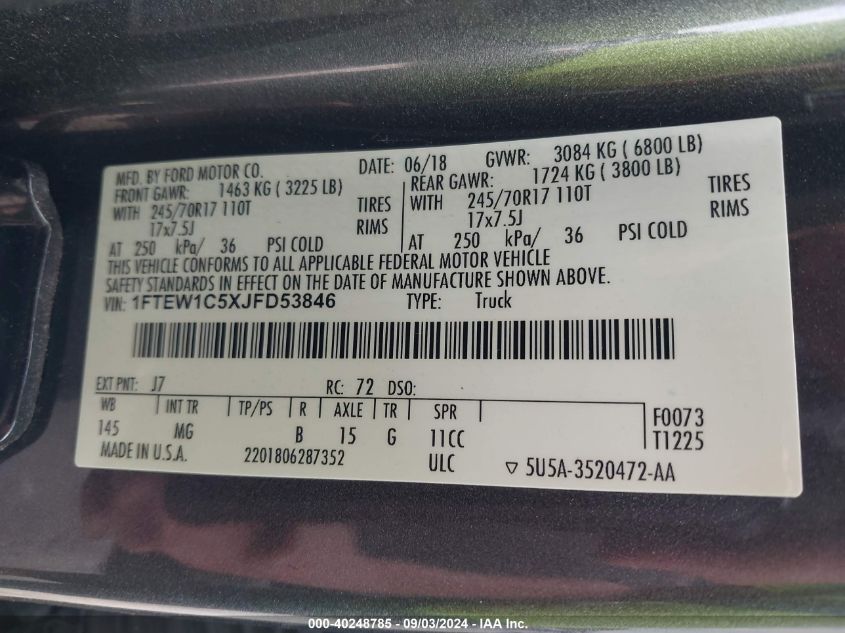 MFD. BY FORD MOTOR CO. DATE: 06/18 GVWR: 3084 KG ( 6800 LB)
FRONT GAWR: 1463 KG ( 3225 LB) REAR GAWR: 1724 KG ( 3800 LB)
WITH 245/70R17 110T TIRES WITH 245/70R17 110T TIRES
17x7.5J RIMS 17x7.5J RIMS
AT 250 kPa/ 36 PSI COLD AT 250 kPa/ 36 PSI COLD
THIS VEHICLE CONFORMS TO ALL APPLICABLE FEDERAL MOTOR VEHICLE
SAFETY STANDARDS IN EFFECT ON THE DATE OF MANUFACTURE SHOWN ABOVE.
VIN: 1FTEW1C5XJFD53846 TYPE: Truck
EXT PNT: J7 RC: 72 DSO:
WB INT TR TP/PS R AXLE TR SPR F0073
145 MG B 15 G 11CC T1225
MADE IN U.S.A. 2201806287352 ULC ▽ 5U5A-3520472-AA
000-40248785 - 09/03/2024 - IAA Inc.